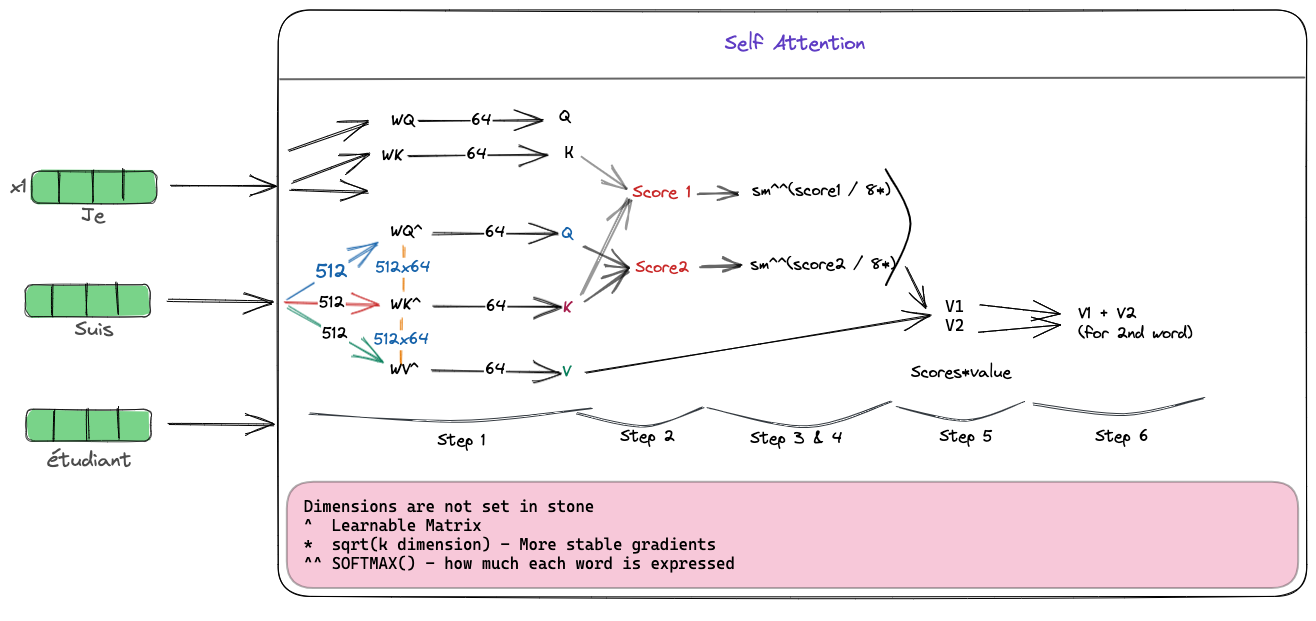 Self Attention
WQ 64 Q
WK 64 K
x1
Je
Score 1 sm^^(score1 / 8*)
WQ^ 64 Q
512 512x64
Score2 sm^^(score2 / 8*)
512 WK^ 64 K
Suis
V1
V2
V1 + V2
(for 2nd word)
512 512x64
WV^ 64 V
Scores*value
Step 1
Step 2
Step 3 & 4
Step 5
Step 6
étudiant
Dimensions are not set in stone
^ Learnable Matrix
* sqrt(k dimension) - More stable gradients
^^ SOFTMAX() - how much each word is expressed